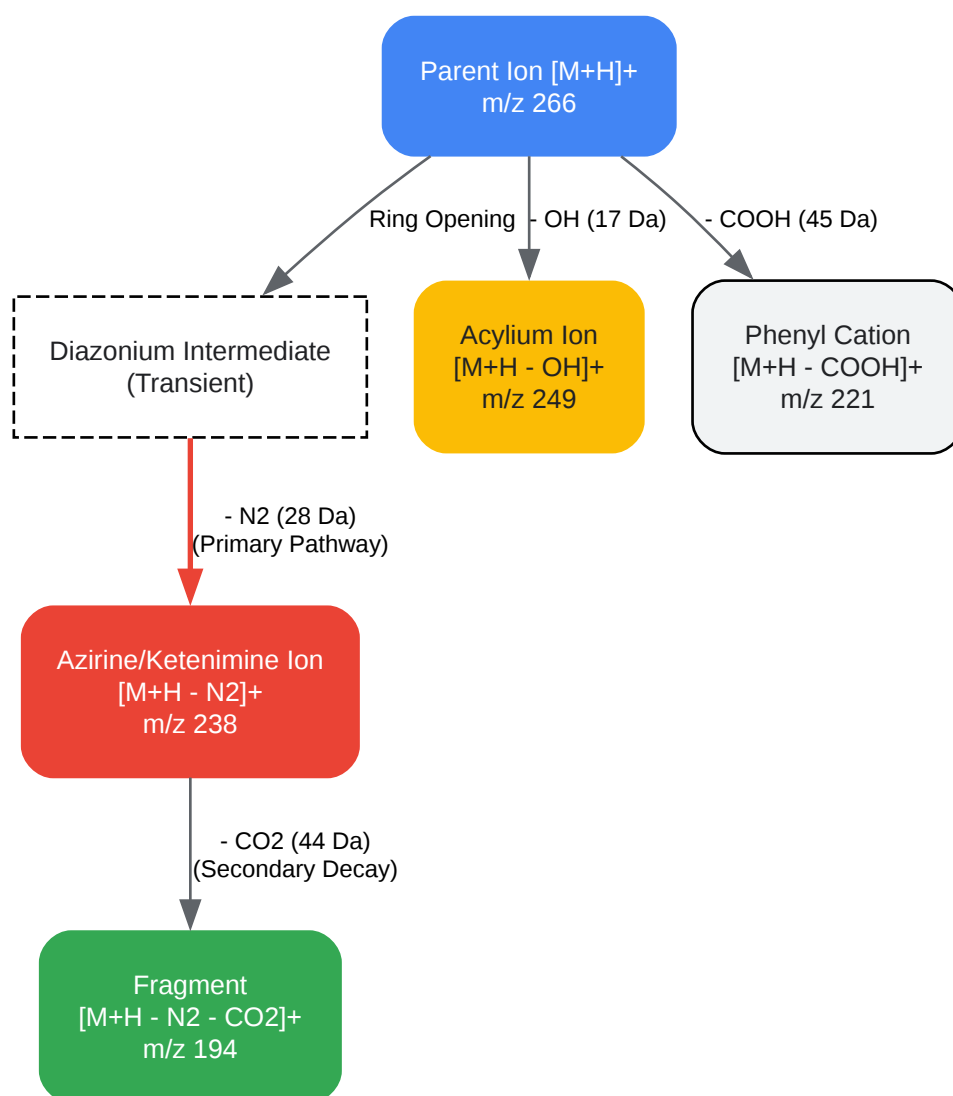 Parent Ion [M+H]+
m/z 266
Ring Opening
- OH (17 Da)
- COOH (45 Da)
Diazonium Intermediate
(Transient)
Acylium Ion
[M+H - OH]+
m/z 249
Phenyl Cation
[M+H - COOH]+
m/z 221
- N2 (28 Da)
(Primary Pathway)
Azirine/Ketenimine Ion
[M+H - N2]+
m/z 238
- CO2 (44 Da)
(Secondary Decay)
Fragment
[M+H - N2 - CO2]+
m/z 194